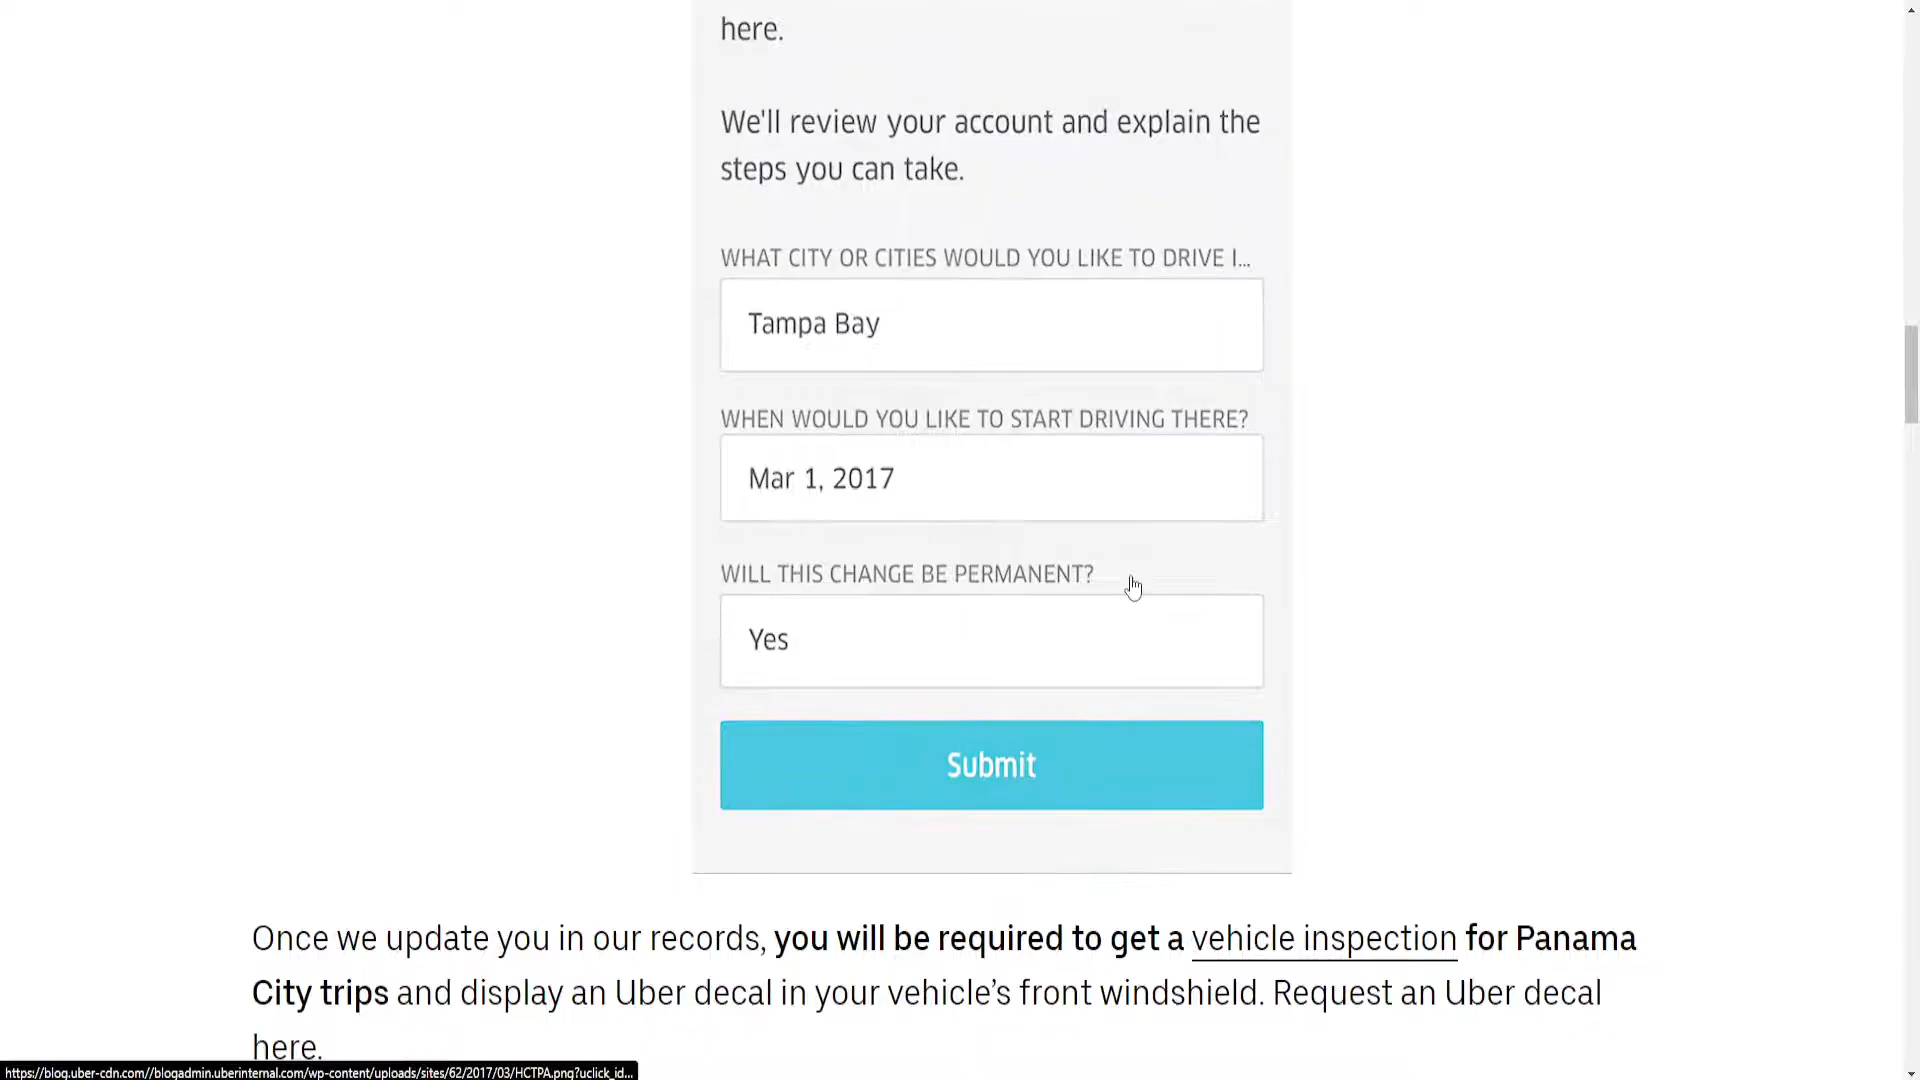 here.
We'll review your account and explain the
steps you can take.
WHAT CITY OR CITIES WOULD YOU LIKE TO DRIVE I...
Tampa Bay
WHEN WOULD YOU LIKE TO START DRIVING THERE?
Mar 1, 2017
WILL THIS CHANGE BE PERMANENT?
Yes
Submit
Once we update you in our records, you will be required to get a vehicle inspection for Panama
City trips and display an Uber decal in your vehicle’s front windshield. Request an Uber decal
here.
https://blog.uber-cdn.com//blogadmin.uberinternal.com/wp-content/uploads/sites/62/2017/03/HCTPA.png?uclick_id...